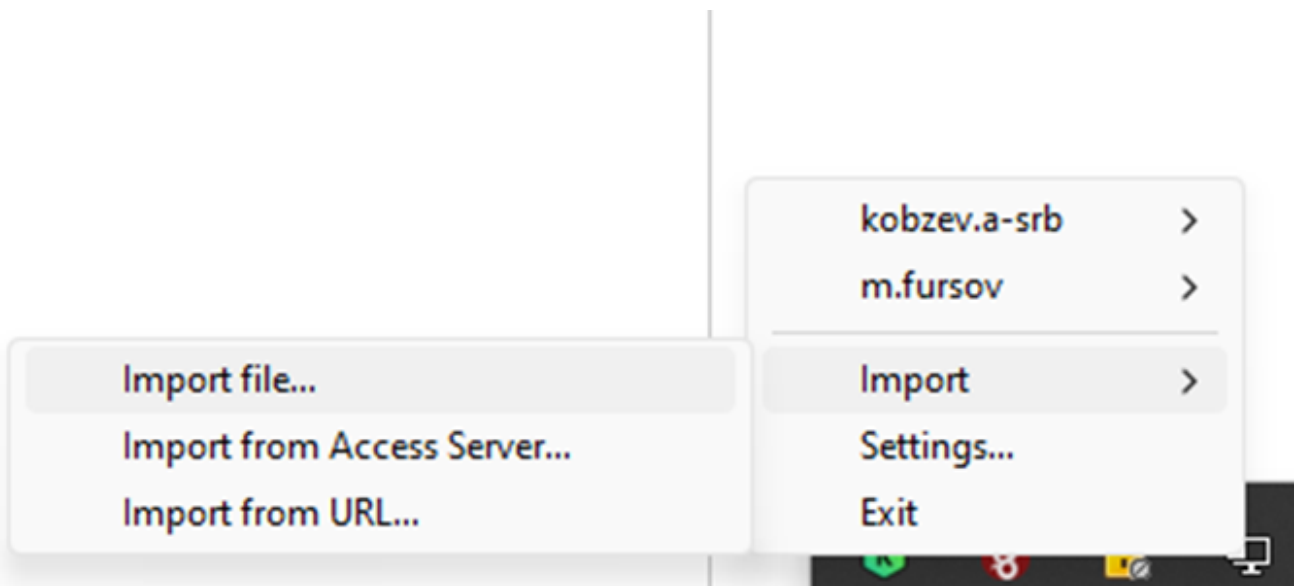 kobzev.a-srb
m.fursov
Import
Settings...
Exit
Import file...
Import from Access Server...
Import from URL...